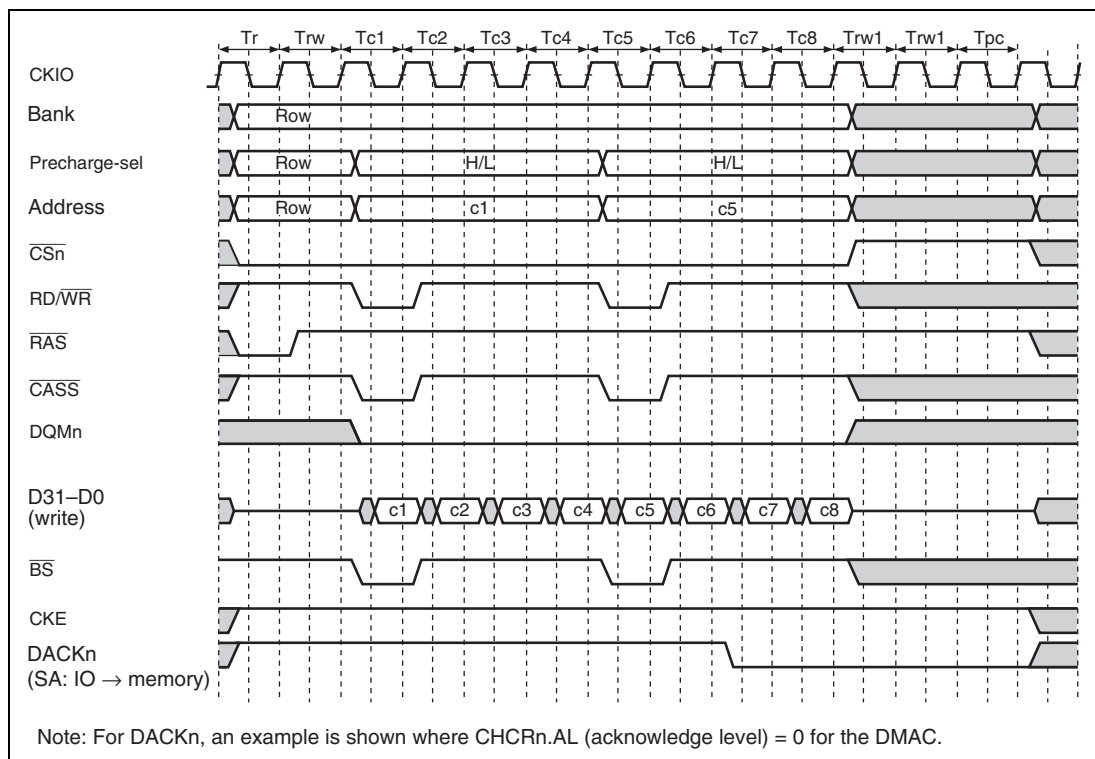 Tr Trw Tc1 Tc2 Tc3 Tc4 Tc5 Tc6 Tc7 Tc8 Trw1 Trw1 Tpc
CKIO
Bank Row
Precharge-sel Row H/L H/L
Address Row c1 c5
CSn
RD/WR
RAS
CASS
DQMn
D31–D0
(write) c1 c2 c3 c4 c5 c6 c7 c8
BS
CKE
DACKn
(SA: IO → memory)
Note: For DACKn, an example is shown where CHCRn.AL (acknowledge level) = 0 for the DMAC.